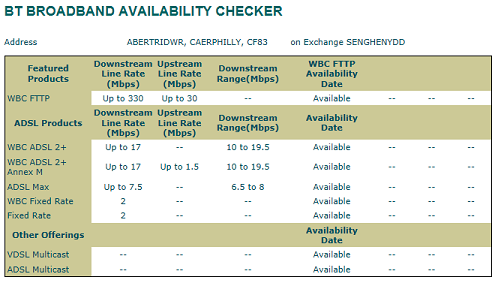 BT BROADBAND AVAILABILITY CHECKER
Address ABERTRIDWR, CAERPHILLY, CF83 on Exchange SENGHENYDD
Featured Products Downstream Line Rate (Mbps) Upstream Line Rate (Mbps) Downstream Range(Mbps) WBC FTTP Availability Date
WBC FTTP Up to 330 Up to 30 -- Available -- -- --
ADSL Products Downstream Line Rate (Mbps) Upstream Line Rate (Mbps) Downstream Range(Mbps) Availability Date
WBC ADSL 2+ Up to 17 -- 10 to 19.5 Available -- -- --
WBC ADSL 2+ Annex M Up to 17 Up to 1.5 10 to 19.5 Available -- -- --
ADSL Max Up to 7.5 -- 6.5 to 8 Available -- -- --
WBC Fixed Rate 2 -- -- Available -- -- --
Fixed Rate 2 -- -- Available -- -- --
Other Offerings Availability Date
VDSL Multicast -- -- -- Available -- -- --
ADSL Multicast -- -- -- Available -- -- --